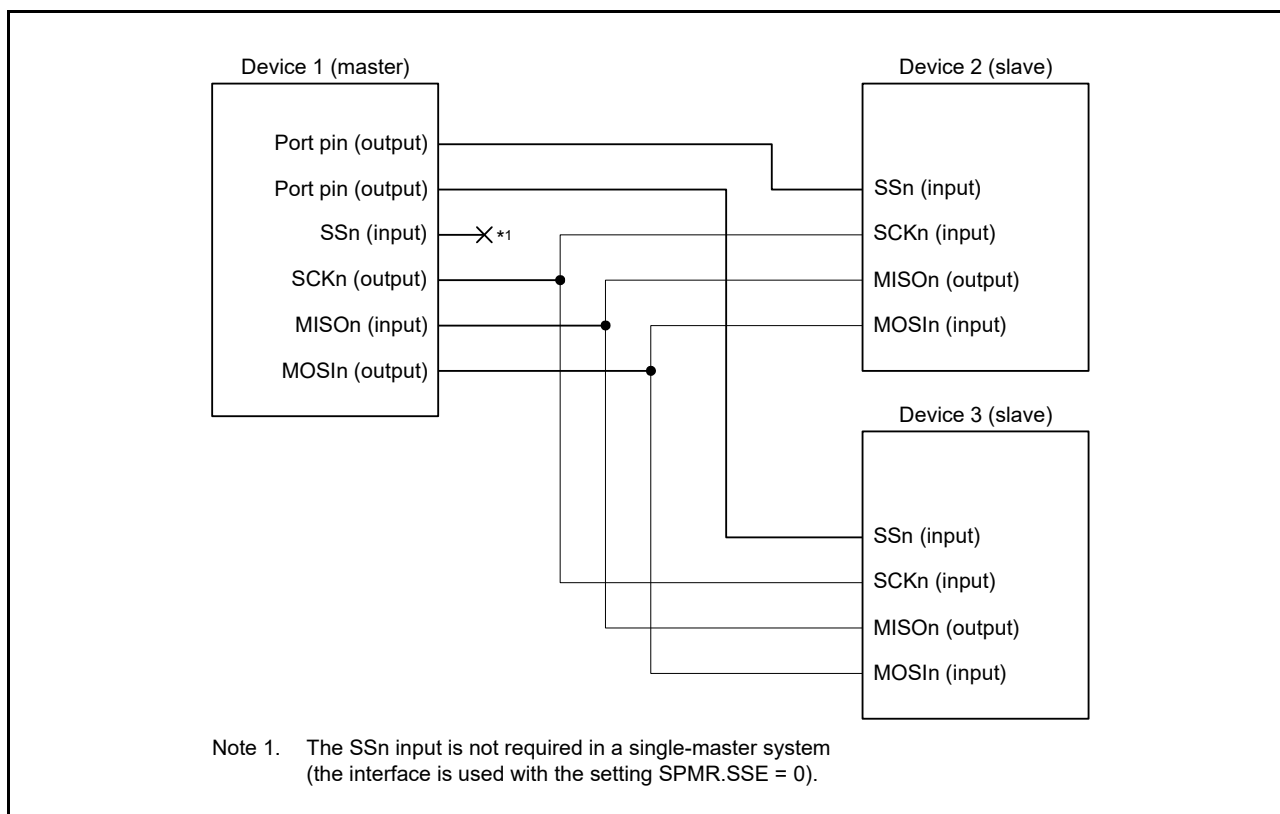 Device 1 (master)
Port pin (output)
Port pin (output)
SSn (input)
*1
SCKn (output)
MISOn (input)
MOSIn (output)
Device 2 (slave)
SSn (input)
SCKn (input)
MISOn (output)
MOSIn (input)
Device 3 (slave)
SSn (input)
SCKn (input)
MISOn (output)
MOSIn (input)
Note 1. The SSn input is not required in a single-master system
(the interface is used with the setting SPMR.SSE = 0).